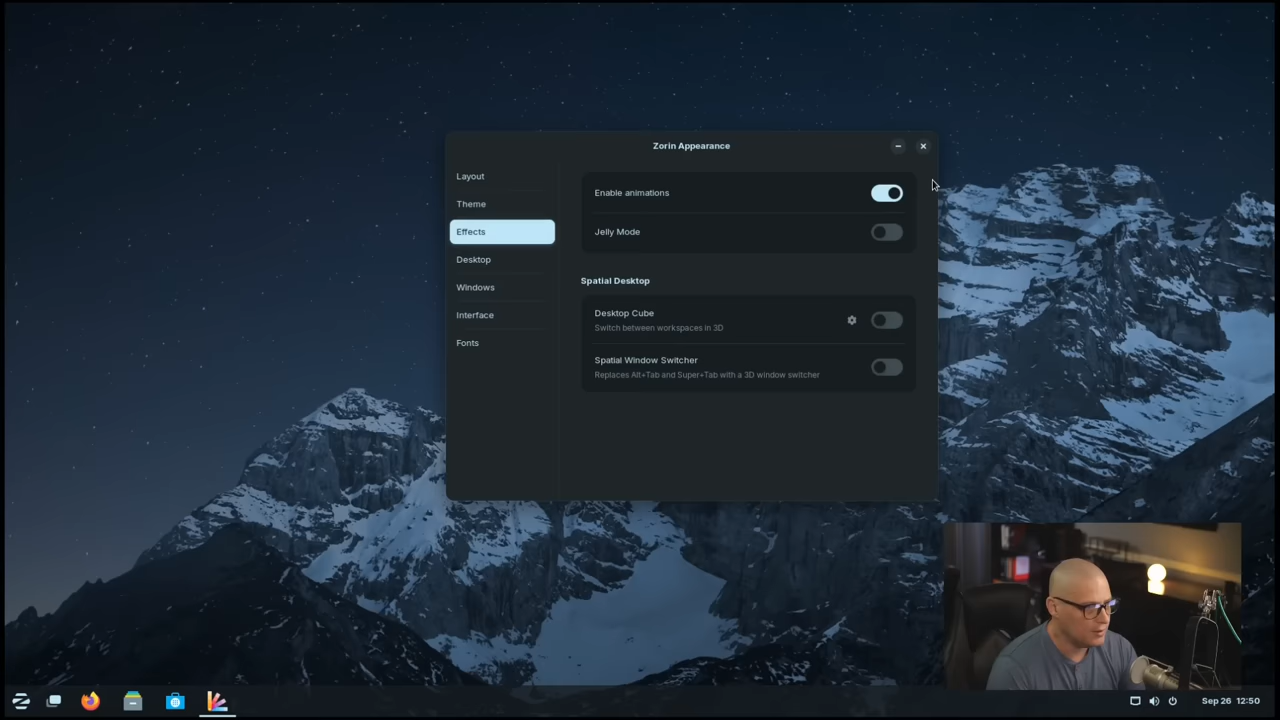 Zorin Appearance
Layout
Theme
Effects
Desktop
Windows
Interface
Fonts
Enable animations
Jelly Mode
Spatial Desktop
Desktop Cube
Switch between workspaces in 3D
Spatial Window Switcher
Replaces Alt+Tab and Super+Tab with a 3D window switcher
Sep 26 12:50